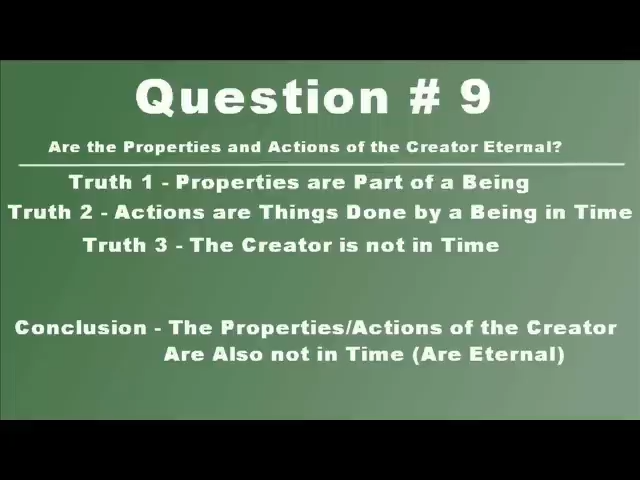 Question # 9
Are the Properties and Actions of the Creator Eternal?
Truth 1 - Properties are Part of a Being
Truth 2 - Actions are Things Done by a Being in Time
Truth 3 - The Creator is not in Time
Conclusion - The Properties/Actions of the Creator
Are Also not in Time (Are Eternal)